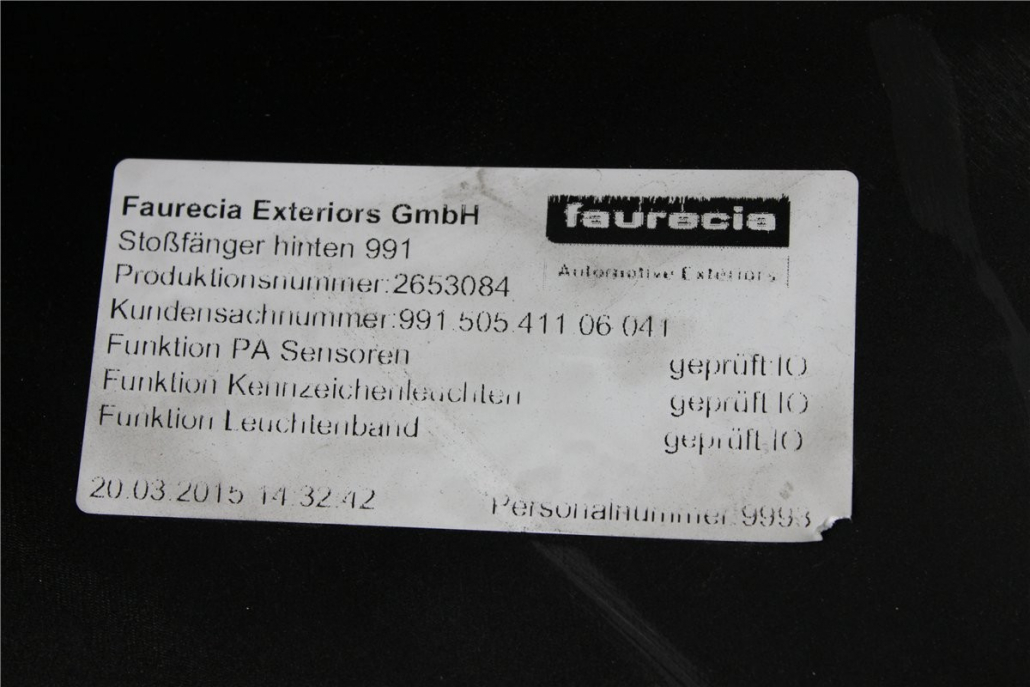 Faurecia Exteriors GmbH
faurecia
Automotive Exteriors
Stoßfänger hinten 991
Produktionsnummer:2653084
Kundensachnummer:991.505.411 06 041
Funktion PA Sensoren geprüft:IO
Funktion Kennzeichenleuchten geprüft IO
Funktion Leuchtenband geprüft:IO
20.03.2015 14:32:42 Personalnummer:9993